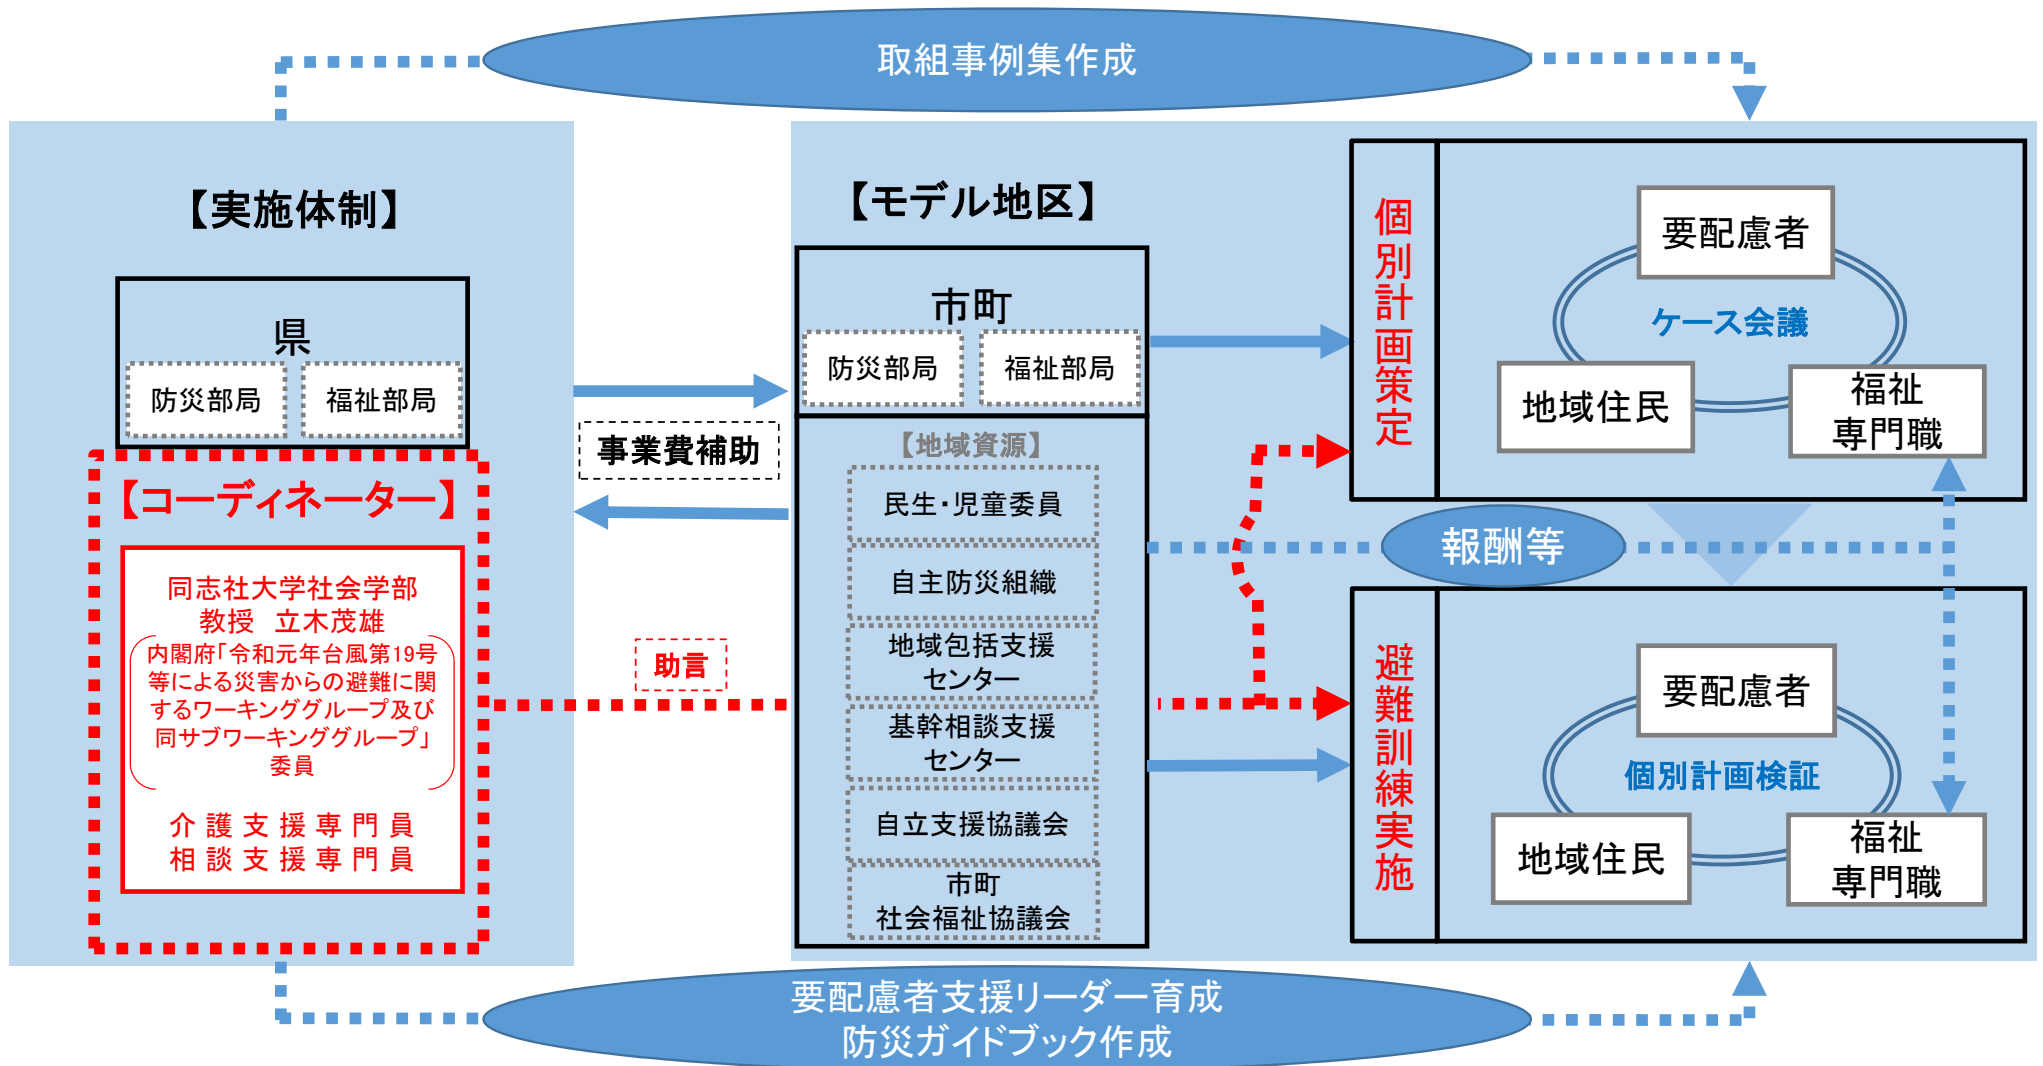 取組事例集作成
【実施体制】
県
防災部局
福祉部局
【コーディネーター】
同志社大学社会学部
教授　立木茂雄
内閣府「令和元年台風第19号
等による災害からの避難に関
するワーキンググループ及び
同サブワーキンググループ」
委員
介護支援専門員
相談支援専門員
事業費補助
助言
【モデル地区】
市町
防災部局
福祉部局
【地域資源】
民生・児童委員
自主防災組織
地域包括支援
センター
基幹相談支援
センター
自立支援協議会
市町
社会福祉協議会
個別計画策定
要配慮者
ケース会議
地域住民
福祉
専門職
報酬等
避難訓練実施
要配慮者
個別計画検証
地域住民
福祉
専門職
要配慮者支援リーダー育成
防災ガイドブック作成